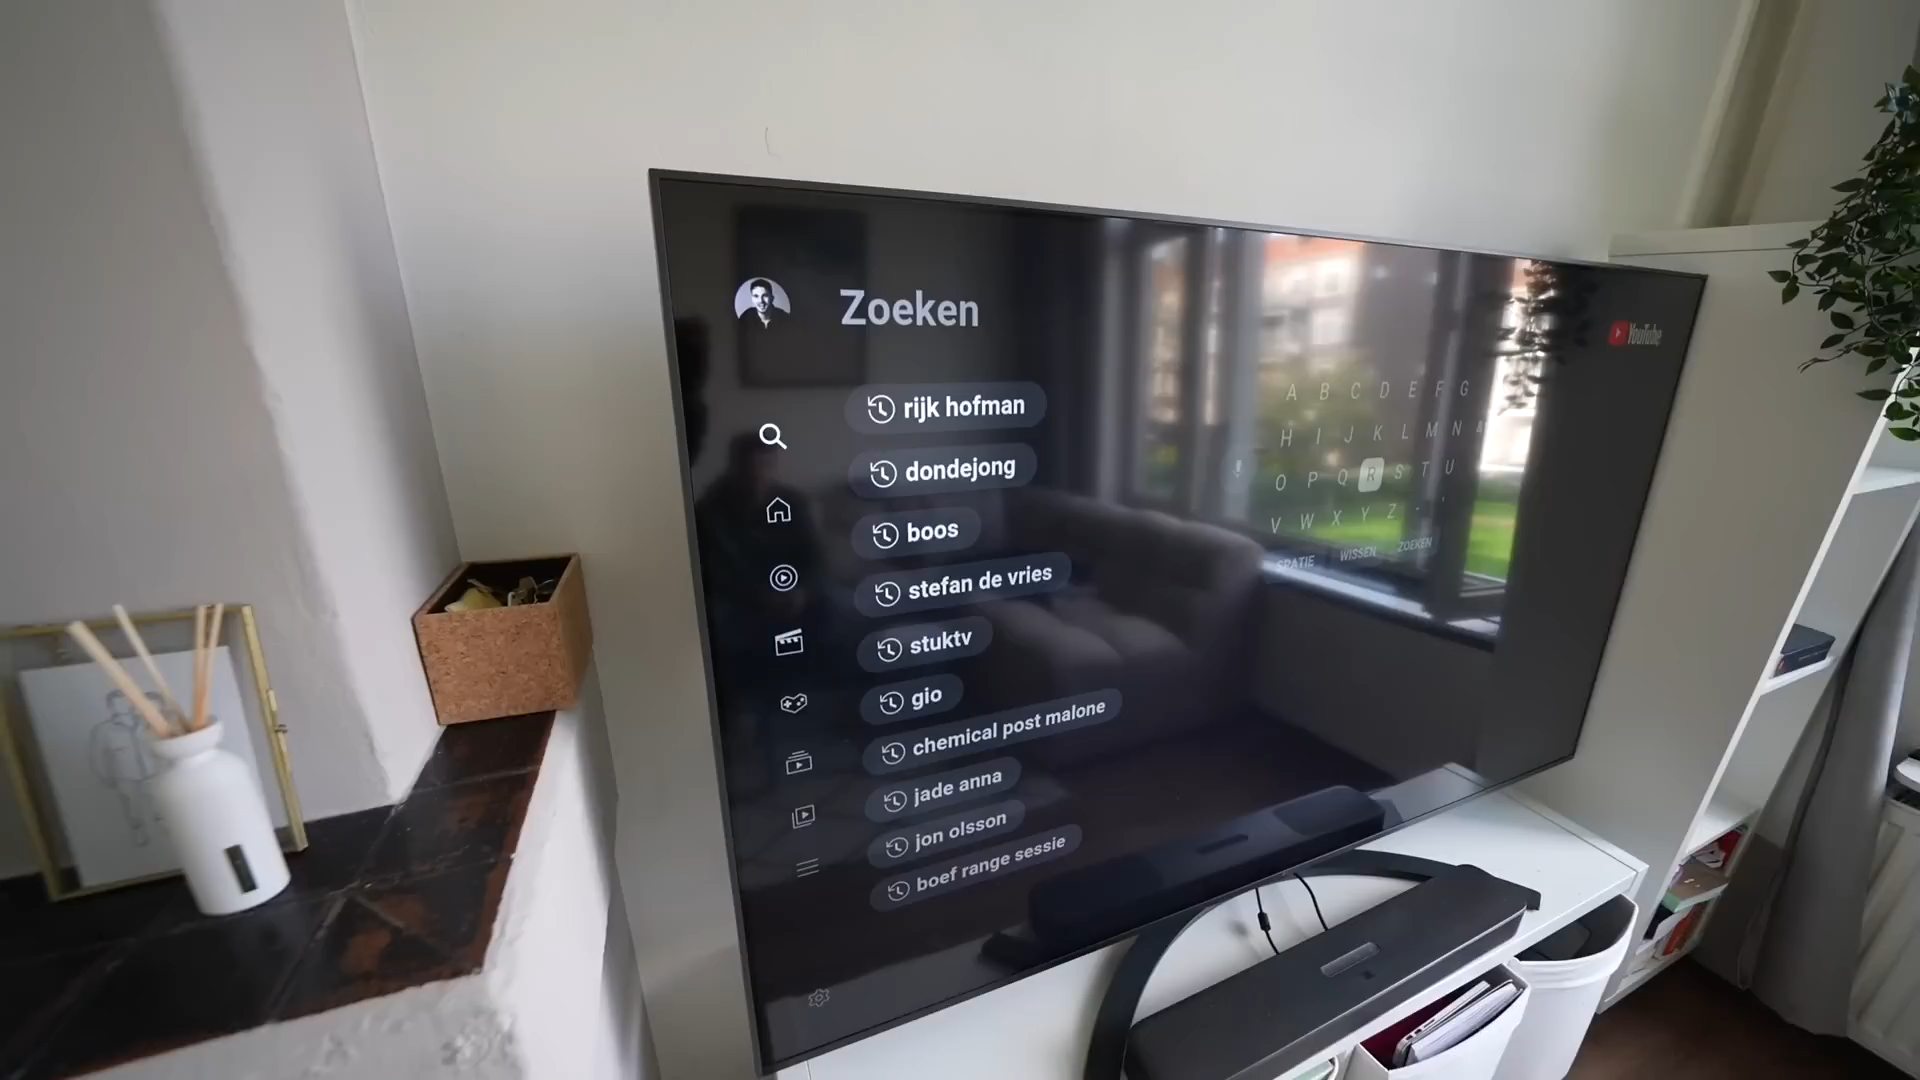 Zoeken
YouTube
rijk hofman
dondejong
boos
stefan de vries
stuktv
gio
chemical post malone
jade anna
jon olsson
boef range sessie
A B C D E F G
H I J K L M N
O P Q R S T U
V W X Y Z - '
SPATIE WISSEN ZOEKEN